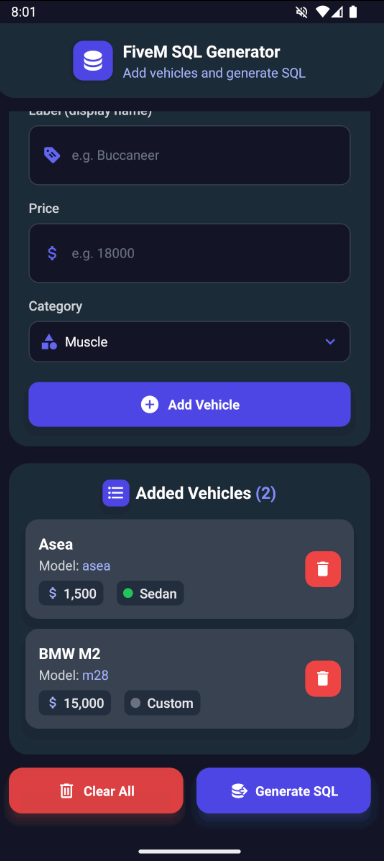 8:01
FiveM SQL Generator
Add vehicles and generate SQL
Label (display name)
e.g. Buccaneer
Price
$ e.g. 18000
Category
Muscle
Add Vehicle
Added Vehicles (2)
Asea
Model: asea
$ 1,500 Sedan
BMW M2
Model: m28
$ 15,000 Custom
Clear All Generate SQL